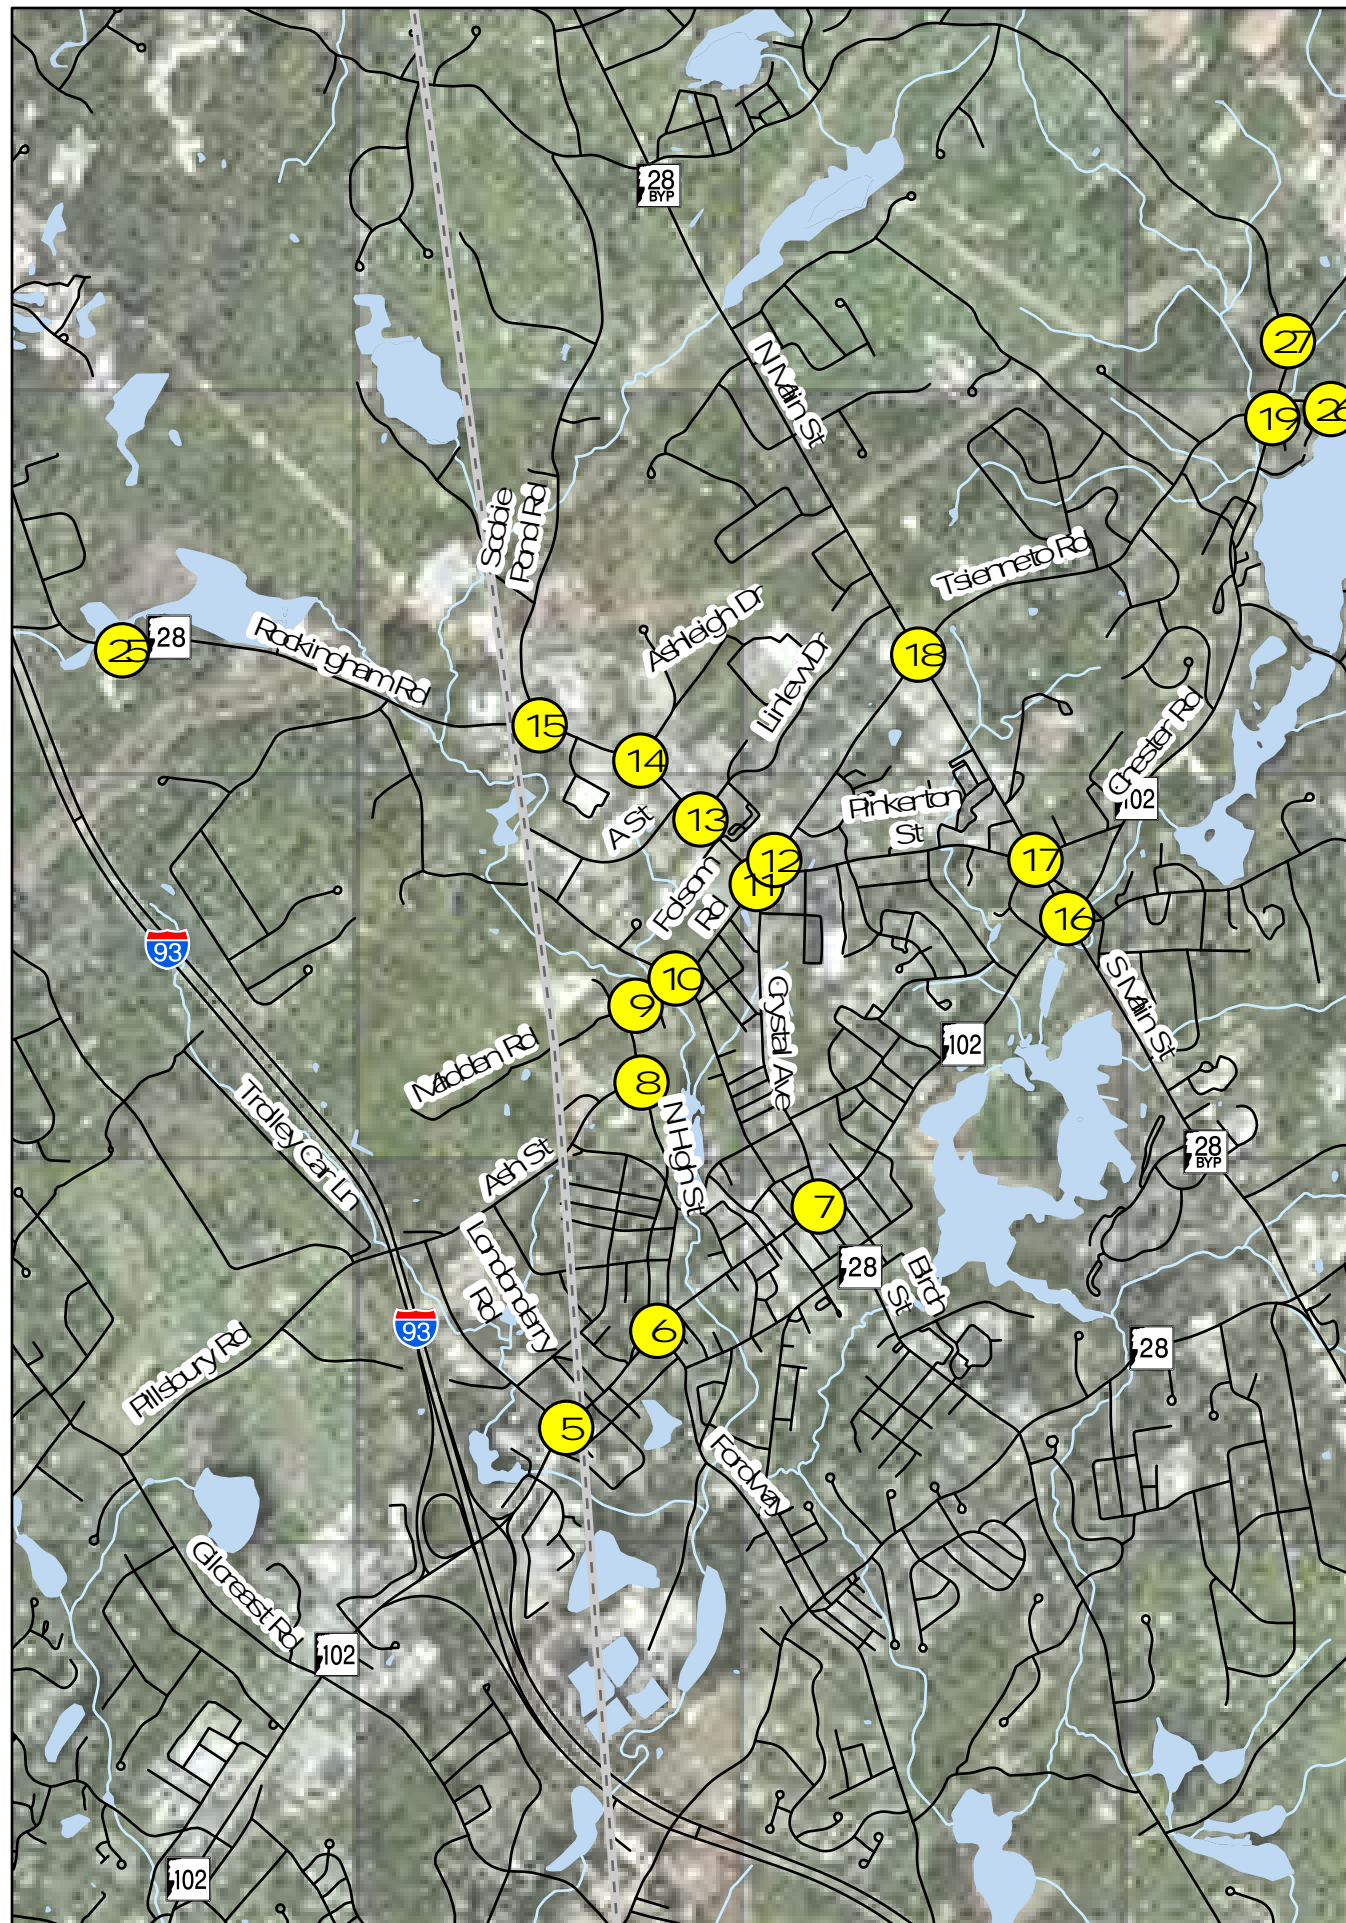 28
BYP
27
19
26
N Main St
Scobie
Pond Rd
Tsienneto Rd
Ashleigh Dr
25
28
Rockingham Rd
Linlew Dr
18
15
14
Chester Rd
102
Pinkerton
St
13
A St
12
17
11
Folsom
Rd
16
93
10
9
S Main St
Crystal Ave
102
Madden Rd
8
Trolley Car Ln
N High St
28
BYP
Ash St
7
Londonderry
Rd
28
Birch
St
93
6
28
Pillsbury Rd
5
Fordway
Gilcreast Rd
102
102